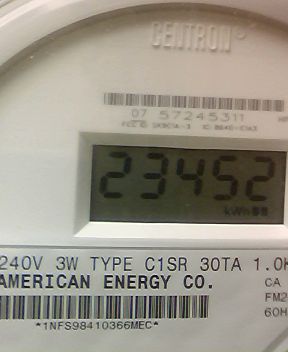 CENTRON®
07 57245311
23452
kWh
240V 3W TYPE C1SR 30TA 1.0K
AMERICAN ENERGY CO. CA
FM2
60H
*1NFS98410366MEC*